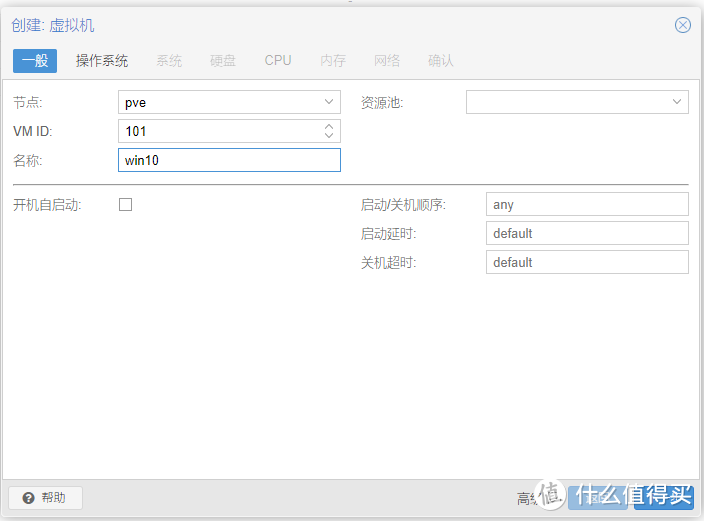 创建: 虚拟机
一般 操作系统 系统 硬盘 CPU 内存 网络 确认
节点: pve 资源池:
VM ID: 101
名称: win10
开机自启动: 启动/关机顺序: any
启动延时: default
关机超时: default
帮助 高级
值 什么值得买